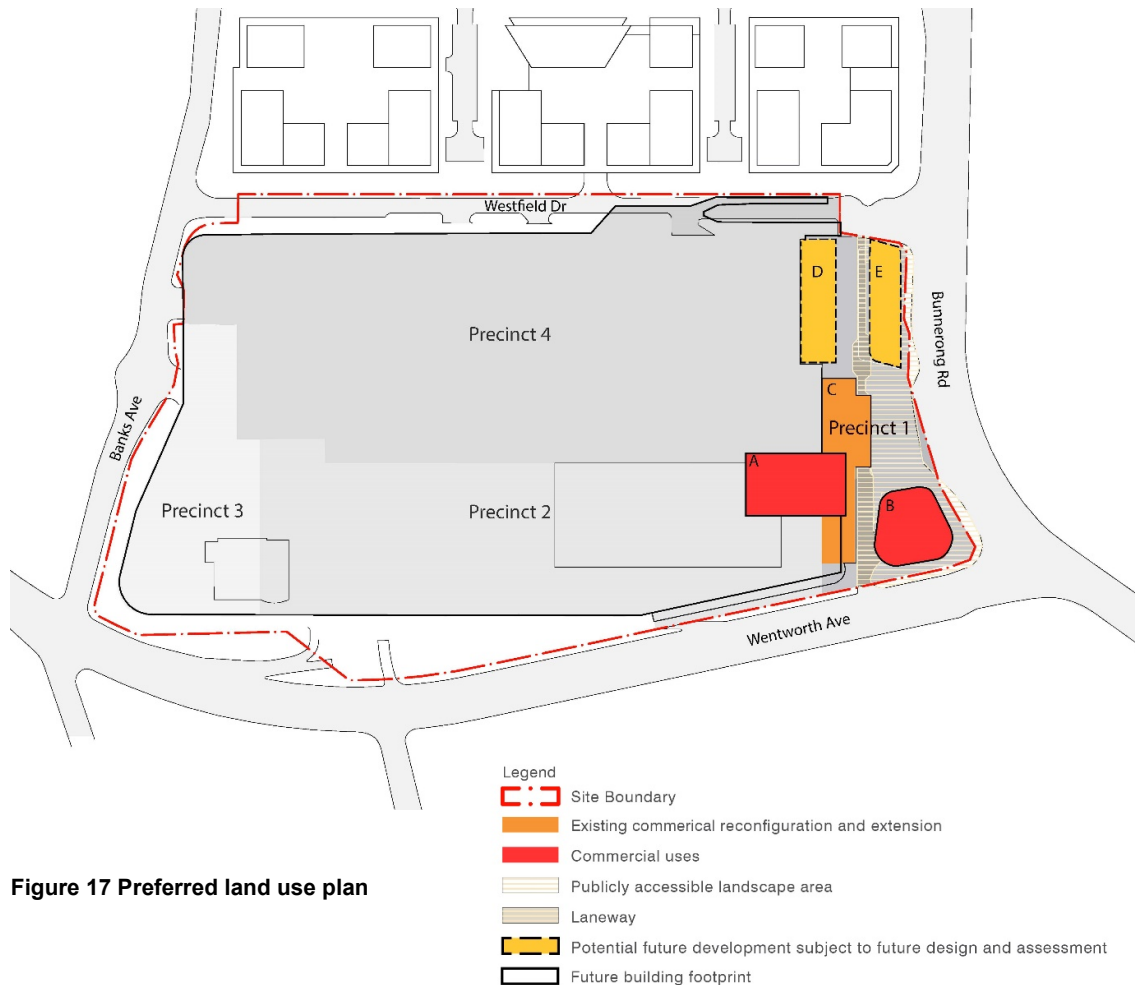 Westfield Dr
D
E
Bunnerong Rd
Precinct 4
C
Precinct 1
Banks Ave
A
Precinct 3
Precinct 2
B
Wentworth Ave
Legend
Site Boundary
Existing commerical reconfiguration and extension
Commercial uses
Publicly accessible landscape area
Laneway
Potential future development subject to future design and assessment
Future building footprint
Figure 17 Preferred land use plan